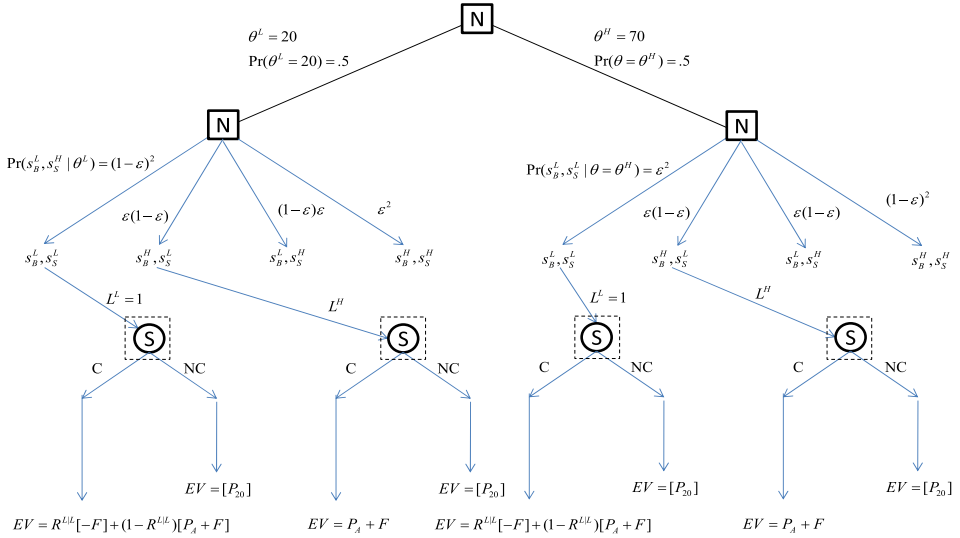 N
θ^L = 20
Pr(θ^L = 20) = .5
θ^H = 70
Pr(θ = θ^H) = .5
N
N
Pr(s_B^L, s_S^H | θ^L) = (1−ε)^2
ε(1−ε)
(1−ε)ε
ε^2
Pr(s_B^L, s_S^L | θ = θ^H) = ε^2
ε(1−ε)
ε(1−ε)
(1−ε)^2
s_B^L, s_S^L
s_B^H, s_S^L
s_B^L, s_S^H
s_B^H, s_S^H
s_B^L, s_S^L
s_B^H, s_S^L
s_B^L, s_S^H
s_B^H, s_S^H
L^L = 1
L^H
L^L = 1
L^H
S
S
S
S
C
NC
C
NC
C
NC
C
NC
EV = [P_20]
EV = [P_20]
EV = [P_20]
EV = [P_20]
EV = R^{L|L}[−F] + (1−R^{L|L})[P_A + F]
EV = P_A + F
EV = R^{L|L}[−F] + (1−R^{L|L})[P_A + F]
EV = P_A + F